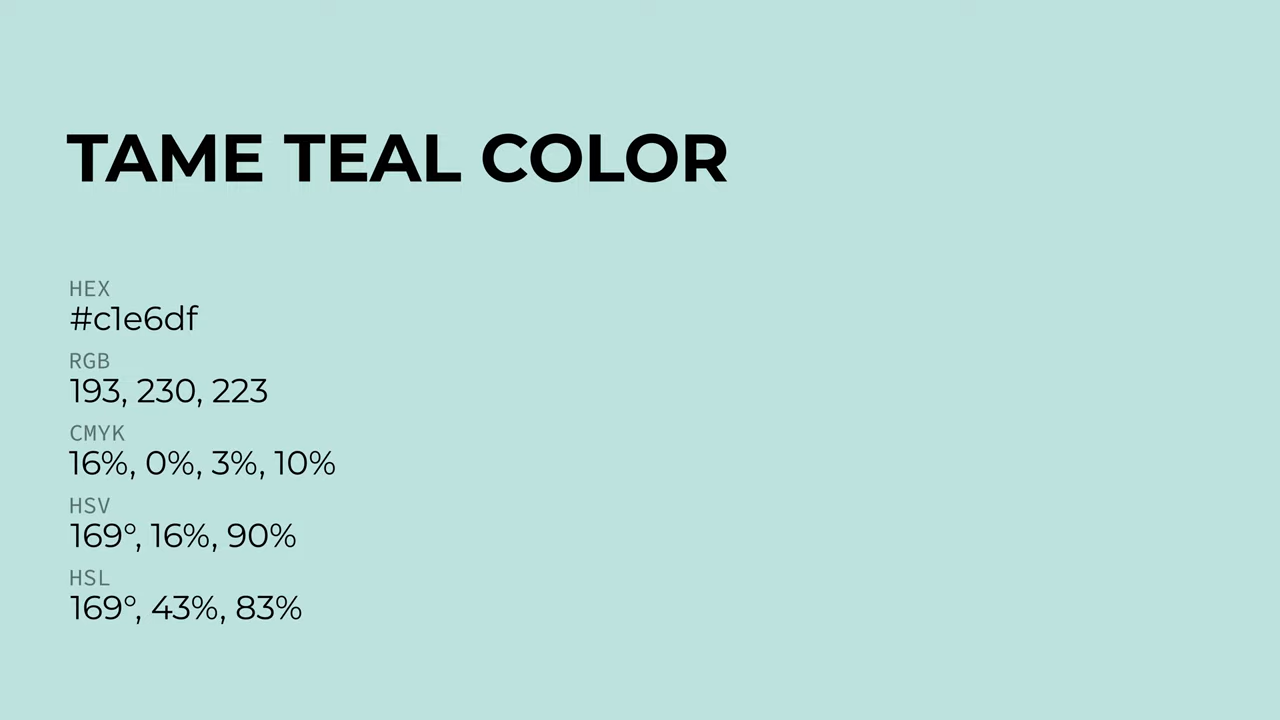 TAME TEAL COLOR
HEX
#c1e6df
RGB
193, 230, 223
CMYK
16%, 0%, 3%, 10%
HSV
169°, 16%, 90%
HSL
169°, 43%, 83%